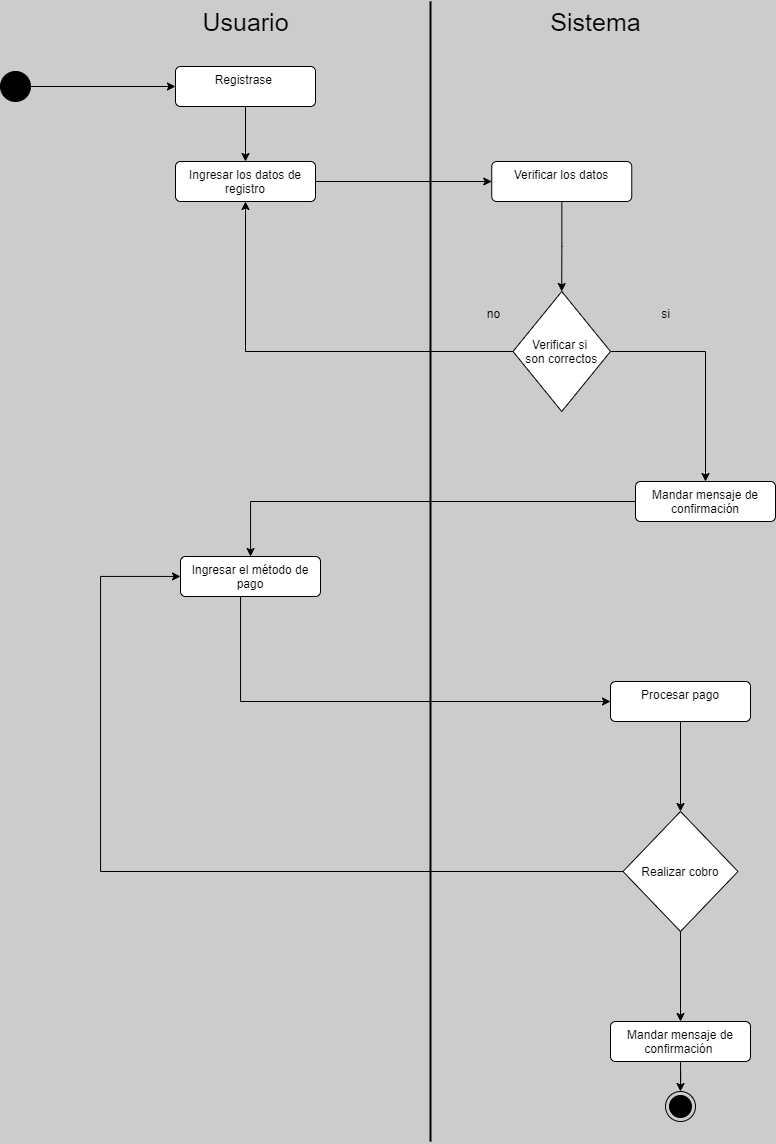 Usuario
Sistema
Registrase
Ingresar los datos de
registro
Verificar los datos
no
si
Verificar si
son correctos
Mandar mensaje de
confirmación
Ingresar el método de
pago
Procesar pago
Realizar cobro
Mandar mensaje de
confirmación